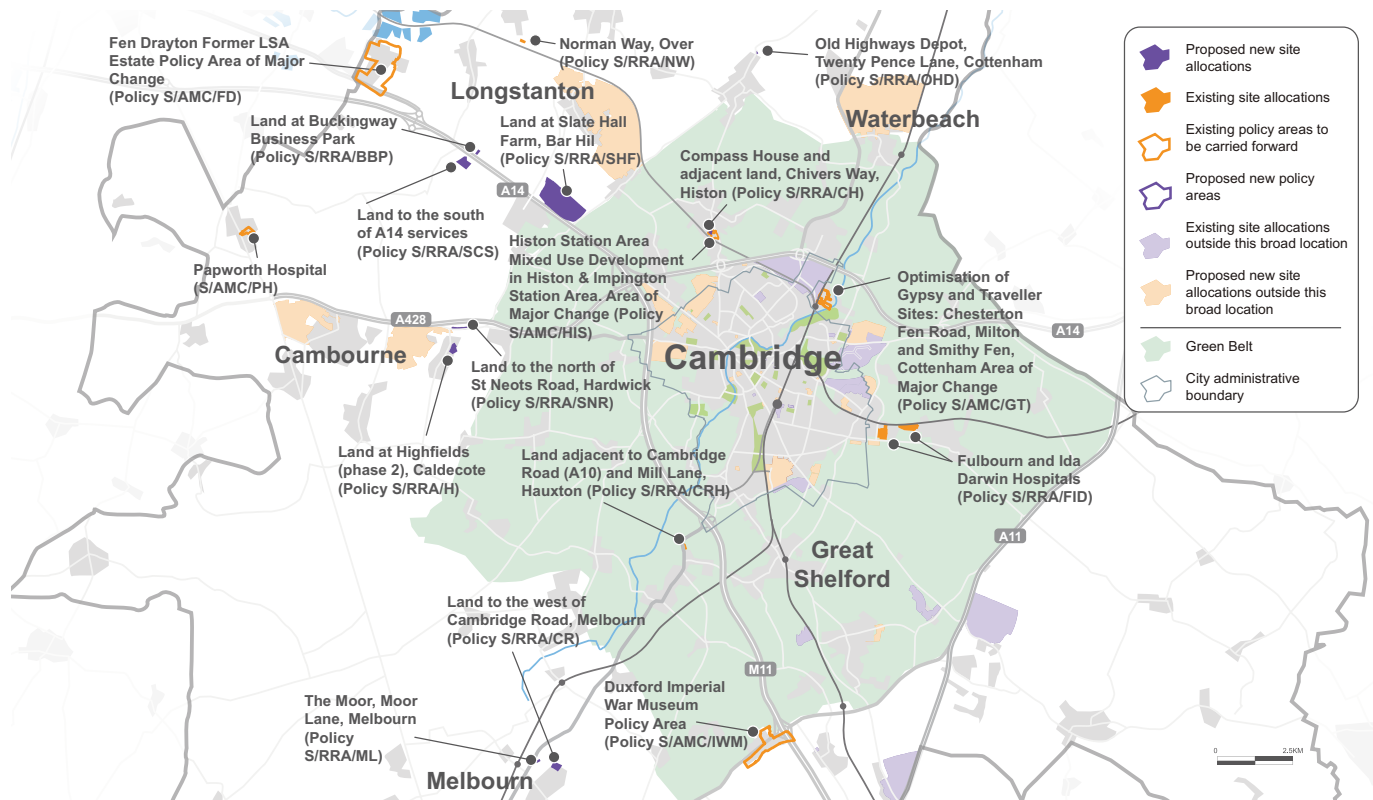 Fen Drayton Former LSA
Estate Policy Area of Major
Change
(Policy S/AMC/FD)
Norman Way, Over
(Policy S/RRA/NW)
Old Highways Depot,
Twenty Pence Lane, Cottenham
(Policy S/RRA/OHD)
Longstanton
Waterbeach
Land at Buckingway
Business Park
(Policy S/RRA/BBP)
Land at Slate Hall
Farm, Bar Hil
(Policy S/RRA/SHF)
Compass House and
adjacent land, Chivers Way,
Histon (Policy S/RRA/CH)
A14
Land to the south
of A14 services
(Policy S/RRA/SCS)
Histon Station Area
Mixed Use Development
in Histon & Impington
Station Area. Area of
Major Change (Policy
S/AMC/HIS)
Papworth Hospital
(S/AMC/PH)
Optimisation of
Gypsy and Traveller
Sites: Chesterton
Fen Road, Milton
and Smithy Fen,
Cottenham Area of
Major Change
(Policy S/AMC/GT)
A428
A14
Cambourne
Cambridge
Land to the north of
St Neots Road, Hardwick
(Policy S/RRA/SNR)
Land at Highfields
(phase 2), Caldecote
(Policy S/RRA/H)
Land adjacent to Cambridge
Road (A10) and Mill Lane,
Hauxton (Policy S/RRA/CRH)
Fulbourn and Ida
Darwin Hospitals
(Policy S/RRA/FID)
A11
Great
Shelford
Land to the west of
Cambridge Road, Melbourn
(Policy S/RRA/CR)
M11
The Moor, Moor
Lane, Melbourn
(Policy
S/RRA/ML)
Duxford Imperial
War Museum
Policy Area
(Policy S/AMC/IWM)
Melbourn
Proposed new site
allocations
Existing site allocations
Existing policy areas to
be carried forward
Proposed new policy
areas
Existing site allocations
outside this broad location
Proposed new site
allocations outside this
broad location
Green Belt
City administrative
boundary
0 2.5KM